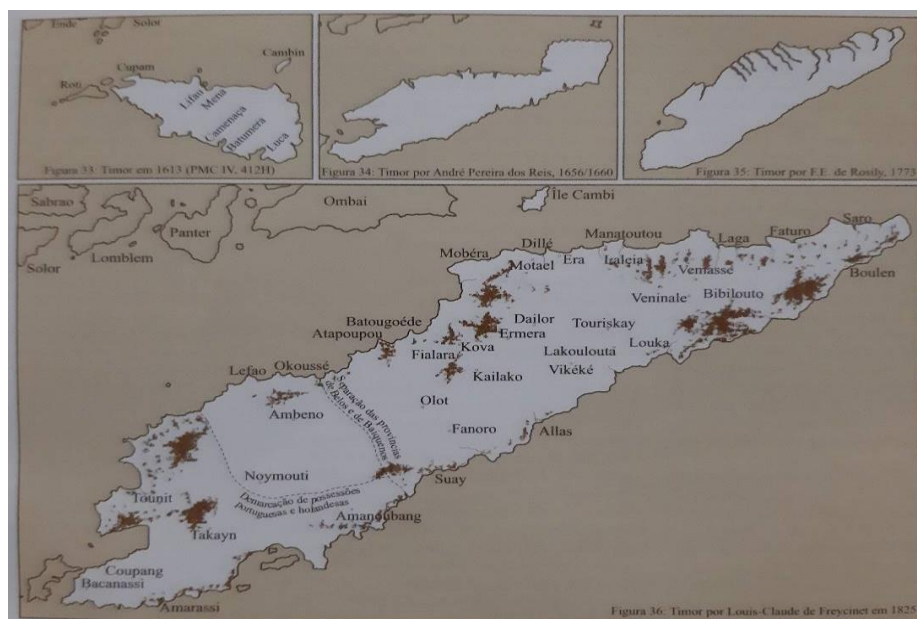 Ende
Solor
Cambin
Cupam
Roti
Lifau
Mena
Camenaça
Batumera
Luca
Figura 33: Timor em 1613 (PMC IV, 412H)
Figura 34: Timor por André Pereira dos Reis, 1656/1660
Figura 35: Timor por F.E. de Rosily, 1773
Sabrao
Solor
Lomblem
Panter
Ombai
Île Cambi
Mobéra
Dillé
Manatoutou
Laga
Faturo
Saro
Motael
Era
Laleia
Vemasse
Boulen
Veninale
Bibilouto
Batougoéde
Atapoupou
Dailor
Ermera
Touriskay
Louka
Fialara
Kova
Lakoulouta
Vikéké
Kailako
Lefao
Okoussé
Ambeno
Olot
Separação das províncias
de Belos e de Baiquenos
Fanoro
Allas
Noymouti
Suay
Demarcação de possessões
portuguesas e holandesas
Tounit
Amanoubang
Takayn
Coupang
Bacanassi
Amarassi
Figura 36: Timor por Louis-Claude de Freycinet em 1825